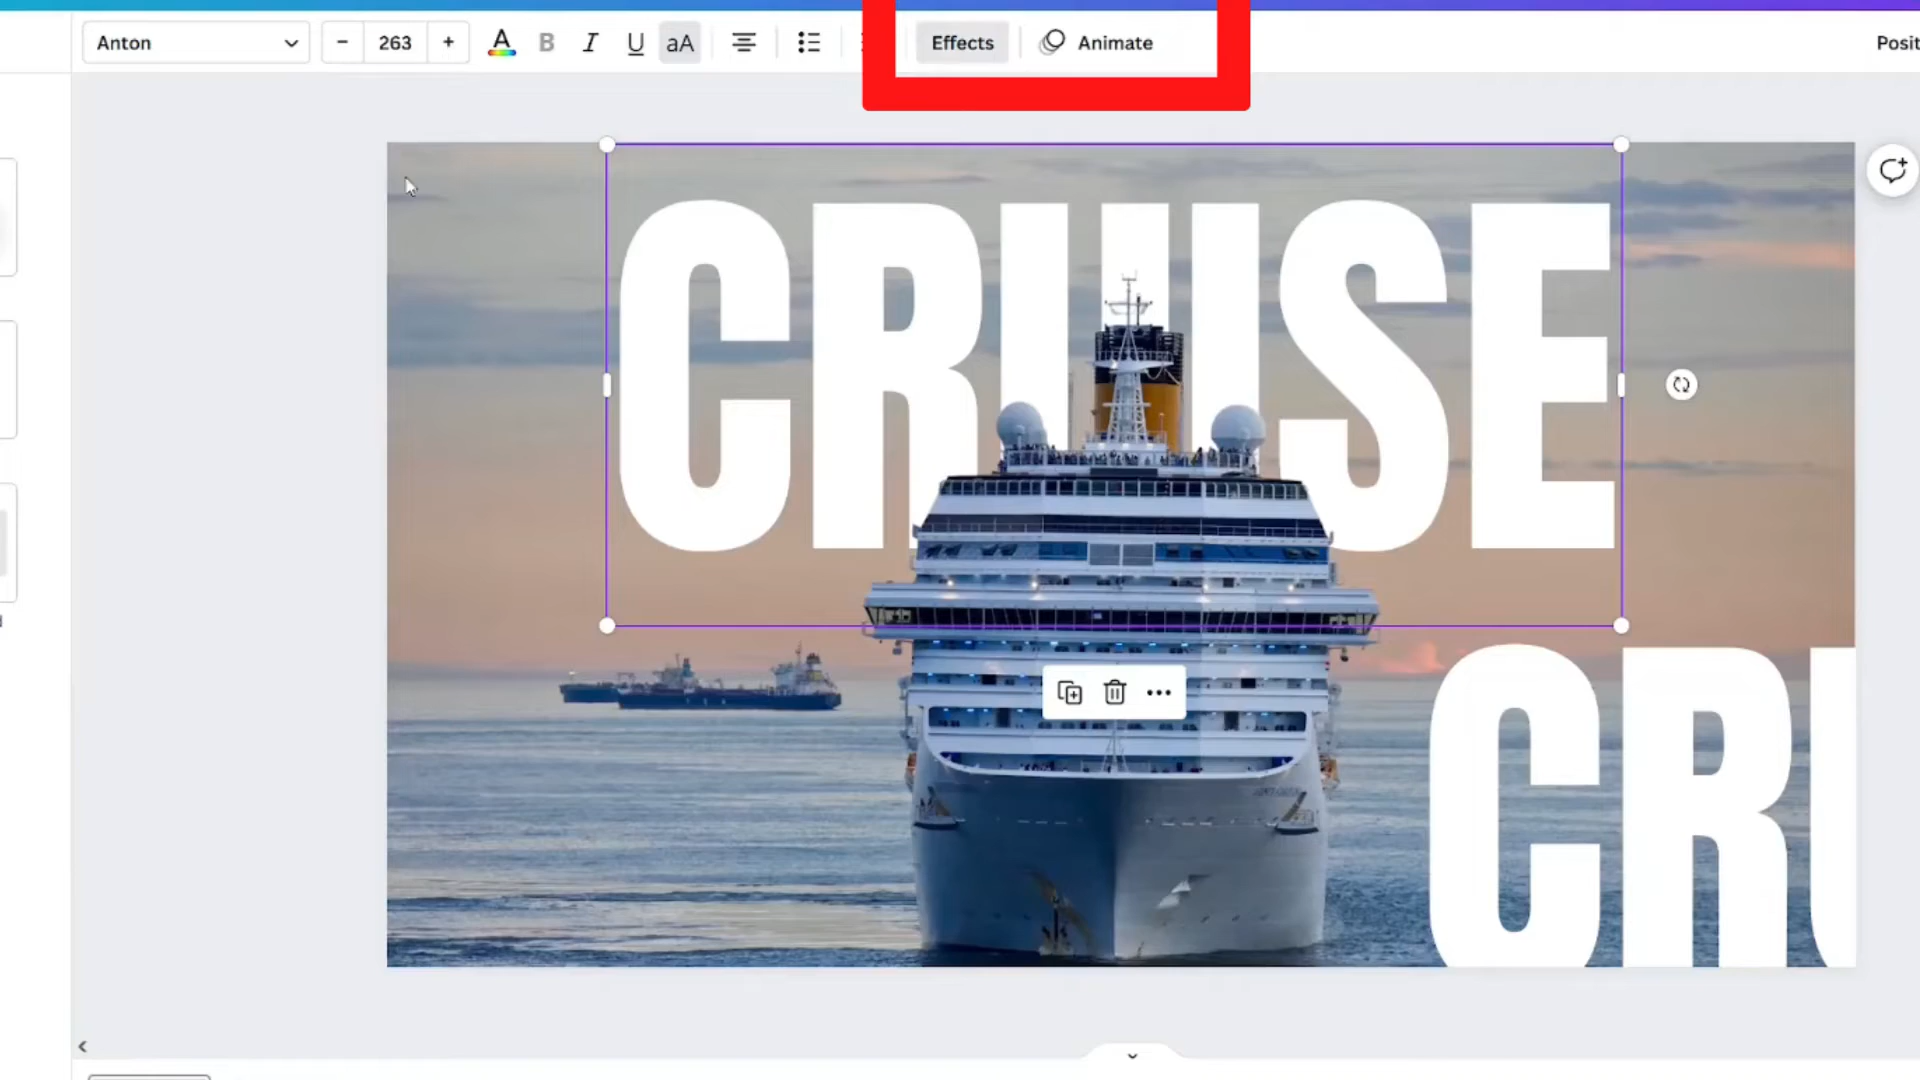 Anton − 263 + A B I U aA Effects Animate Posit
CRUISE
CRU